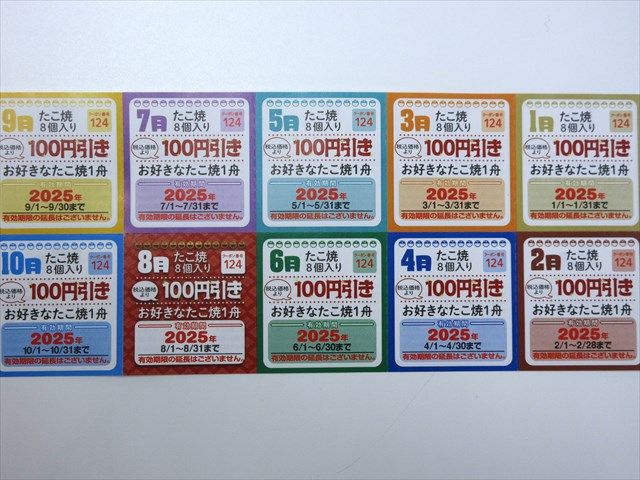 9月
たこ焼
8個入り
クーポン番号
124
税込価格より
100円引き
お好きなたこ焼1舟
有効期間
2025年
9/1～9/30まで
有効期限の延長はございません。
7月
たこ焼
8個入り
クーポン番号
124
税込価格より
100円引き
お好きなたこ焼1舟
有効期間
2025年
7/1～7/31まで
有効期限の延長はございません。
5月
たこ焼
8個入り
クーポン番号
124
税込価格より
100円引き
お好きなたこ焼1舟
有効期間
2025年
5/1～5/31まで
有効期限の延長はございません。
3月
たこ焼
8個入り
クーポン番号
124
税込価格より
100円引き
お好きなたこ焼1舟
有効期間
2025年
3/1～3/31まで
有効期限の延長はございません。
1月
たこ焼
8個入り
クーポン番号
124
税込価格より
100円引き
お好きなたこ焼1舟
有効期間
2025年
1/1～1/31まで
有効期限の延長はございません。
10月
たこ焼
8個入り
クーポン番号
124
税込価格より
100円引き
お好きなたこ焼1舟
有効期間
2025年
10/1～10/31まで
有効期限の延長はございません。
8月
たこ焼
8個入り
クーポン番号
124
税込価格より
100円引き
お好きなたこ焼1舟
有効期間
2025年
8/1～8/31まで
有効期限の延長はございません。
6月
たこ焼
8個入り
クーポン番号
124
税込価格より
100円引き
お好きなたこ焼1舟
有効期間
2025年
6/1～6/30まで
有効期限の延長はございません。
4月
たこ焼
8個入り
クーポン番号
124
税込価格より
100円引き
お好きなたこ焼1舟
有効期間
2025年
4/1～4/30まで
有効期限の延長はございません。
2月
たこ焼
8個入り
クーポン番号
124
税込価格より
100円引き
お好きなたこ焼1舟
有効期間
2025年
2/1～2/28まで
有効期限の延長はございません。